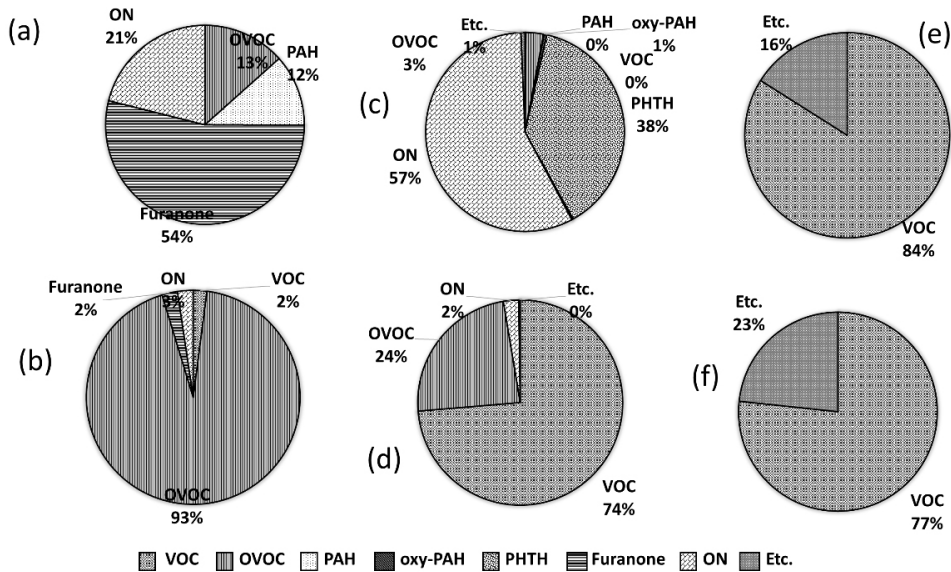 (a)
ON
21%
OVOC
13%
PAH
12%
Furanone
54%
(b)
Furanone
2%
ON
3%
VOC
2%
OVOC
93%
(c)
OVOC
3%
Etc.
1%
PAH
0%
oxy-PAH
1%
VOC
0%
PHTH
38%
ON
57%
(d)
OVOC
24%
ON
2%
Etc.
0%
VOC
74%
(e)
Etc.
16%
VOC
84%
(f)
Etc.
23%
VOC
77%
VOC OVOC PAH oxy-PAH PHTH Furanone ON Etc.